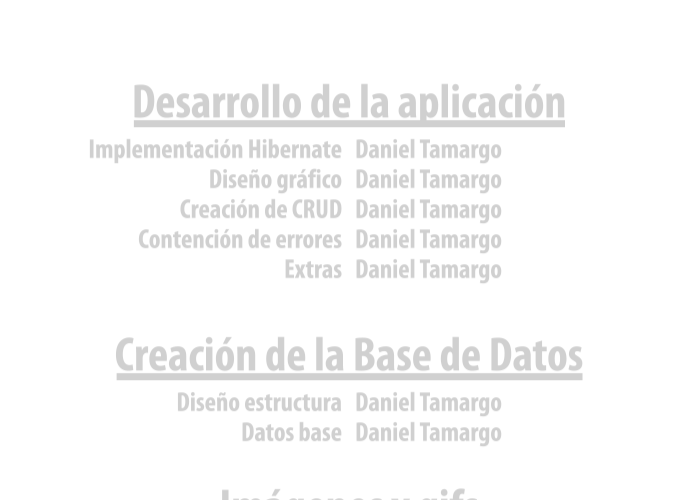 Desarrollo de la aplicación
Implementación Hibernate Daniel Tamargo
Diseño gráfico Daniel Tamargo
Creación de CRUD Daniel Tamargo
Contención de errores Daniel Tamargo
Extras Daniel Tamargo
Creación de la Base de Datos
Diseño estructura Daniel Tamargo
Datos base Daniel Tamargo
Imágenes y gifs